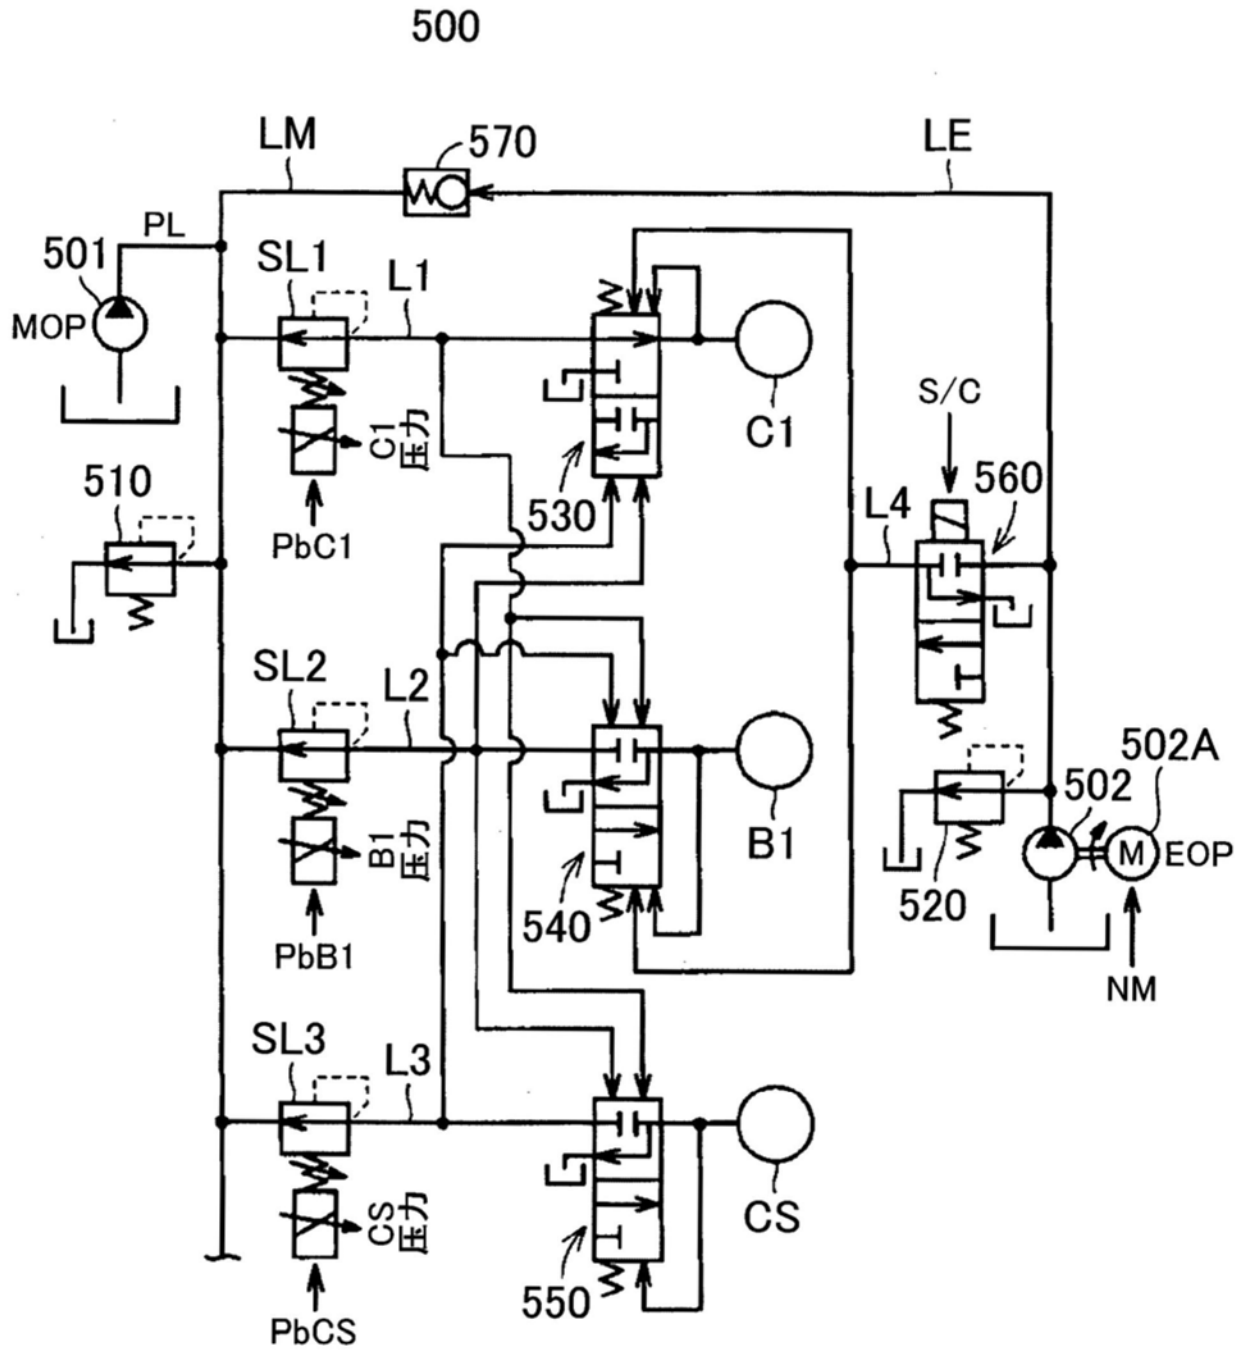 500
LM
570
LE
PL
501
MOP
SL1
L1
C1
C1
压力
530
PbC1
510
S/C
560
L4
SL2
L2
B1
压力
B1
540
PbB1
502A
502
M
EOP
520
NM
SL3
L3
CS
压力
CS
550
PbCS